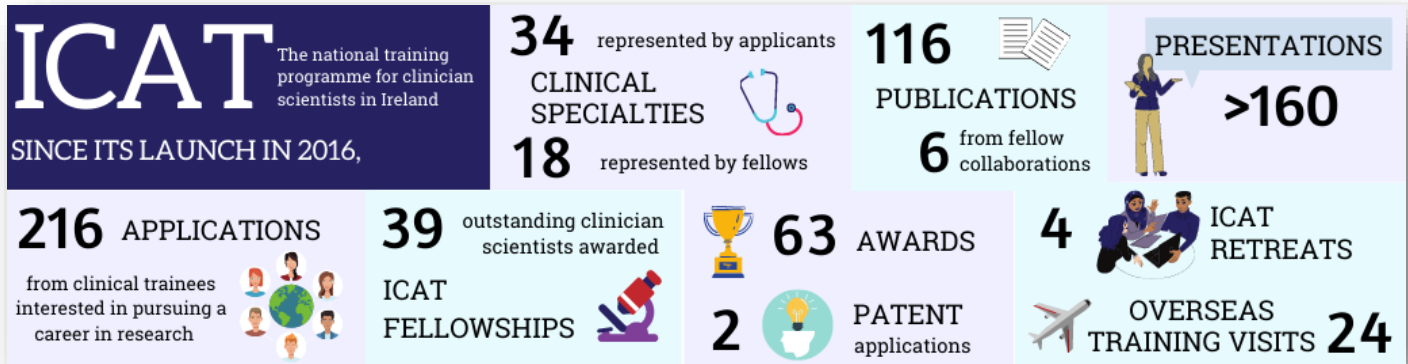 ICAT
The national training
programme for clinician
scientists in Ireland
SINCE ITS LAUNCH IN 2016,
34 represented by applicants
CLINICAL
SPECIALTIES
18 represented by fellows
116
PUBLICATIONS
6 from fellow
collaborations
PRESENTATIONS
>160
216 APPLICATIONS
from clinical trainees
interested in pursuing a
career in research
39 outstanding clinician
scientists awarded
ICAT
FELLOWSHIPS
63 AWARDS
2 PATENT
applications
4 ICAT
RETREATS
OVERSEAS
TRAINING VISITS 24